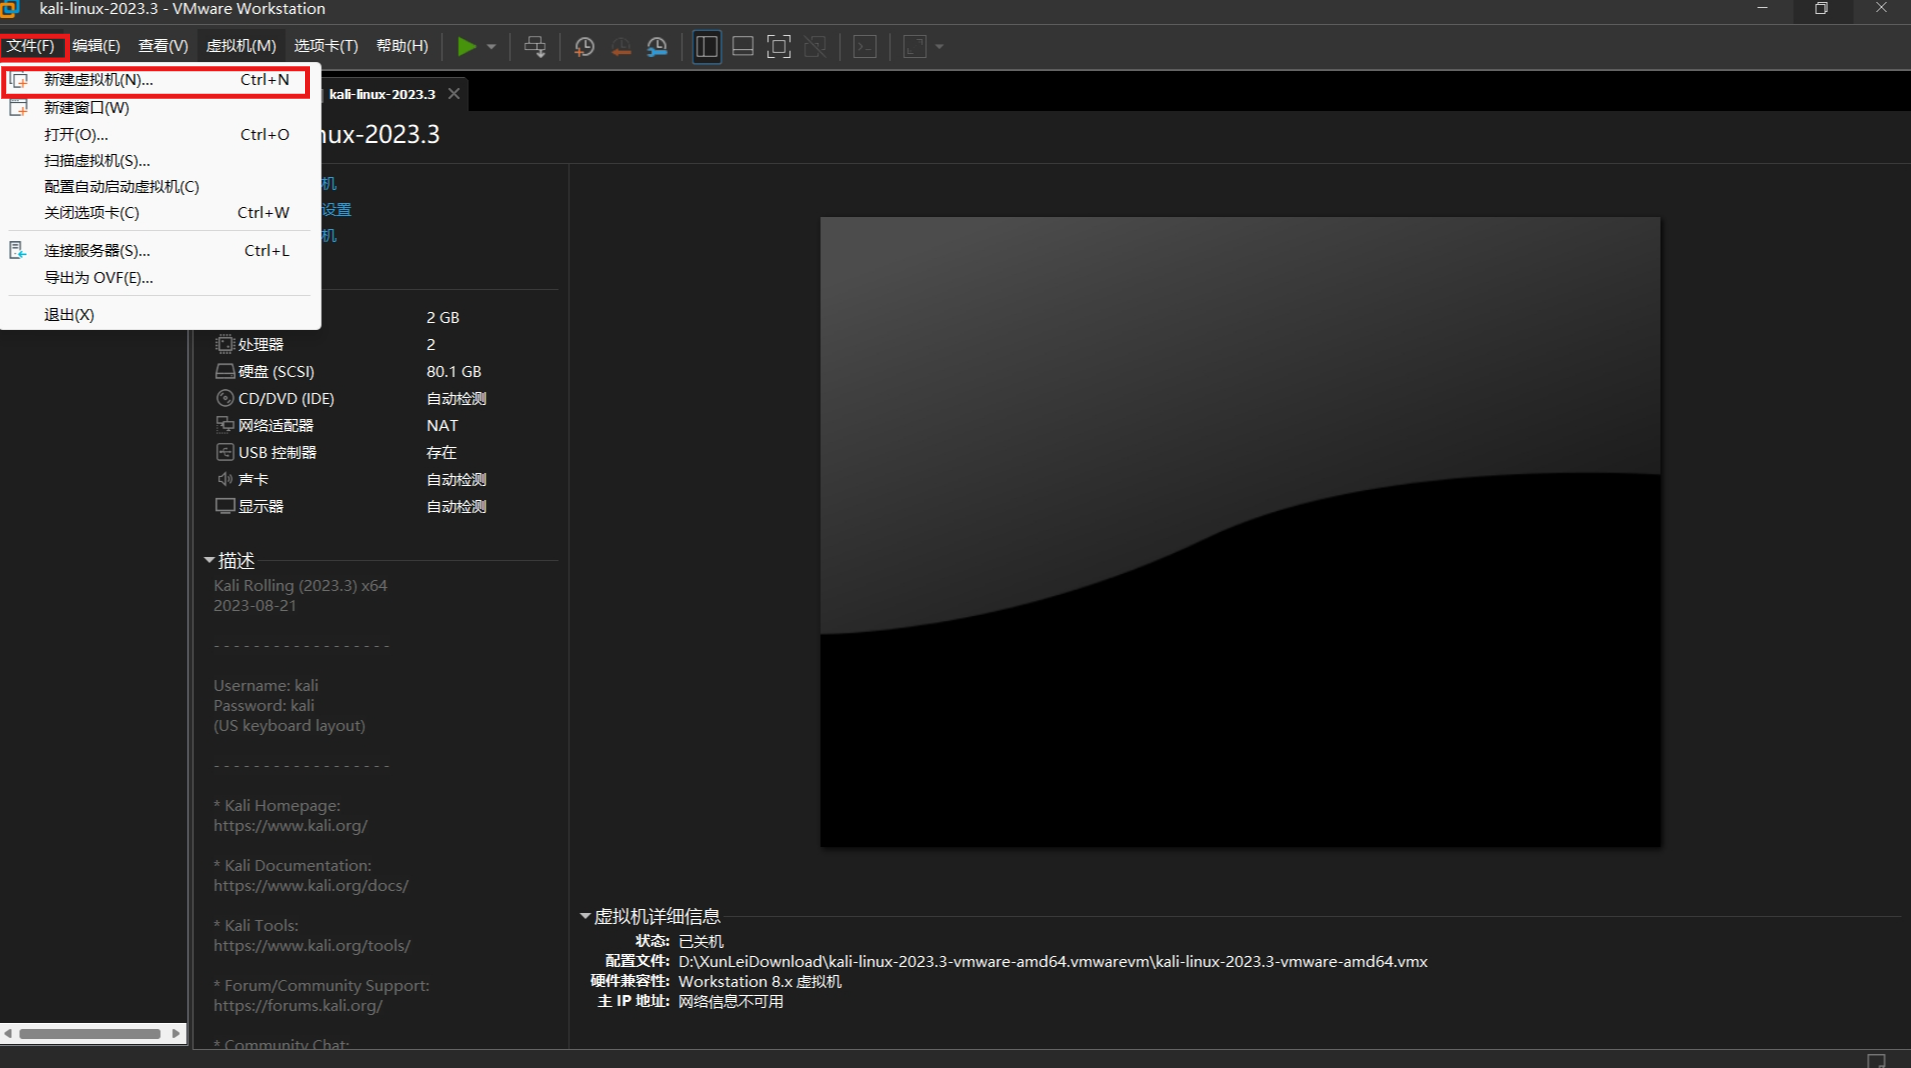 kali-linux-2023.3 - VMware Workstation
文件(F) 编辑(E) 查看(V) 虚拟机(M) 选项卡(T) 帮助(H)
新建虚拟机(N)... Ctrl+N
新建窗口(W)
打开(O)... Ctrl+O
扫描虚拟机(S)...
配置自动启动虚拟机(C)
关闭选项卡(C) Ctrl+W
连接服务器(S)... Ctrl+L
导出为 OVF(E)...
退出(X)
kali-linux-2023.3
nux-2023.3
机
设置
机
2 GB
处理器 2
硬盘 (SCSI) 80.1 GB
CD/DVD (IDE) 自动检测
网络适配器 NAT
USB 控制器 存在
声卡 自动检测
显示器 自动检测
描述
Kali Rolling (2023.3) x64
2023-08-21
- - - - - - - - - - - - - - - - - -
Username: kali
Password: kali
(US keyboard layout)
- - - - - - - - - - - - - - - - - -
* Kali Homepage:
https://www.kali.org/
* Kali Documentation:
https://www.kali.org/docs/
* Kali Tools:
https://www.kali.org/tools/
* Forum/Community Support:
https://forums.kali.org/
* Community Chat:
虚拟机详细信息
状态: 已关机
配置文件: D:\XunLeiDownload\kali-linux-2023.3-vmware-amd64.vmwarevm\kali-linux-2023.3-vmware-amd64.vmx
硬件兼容性: Workstation 8.x 虚拟机
主 IP 地址: 网络信息不可用